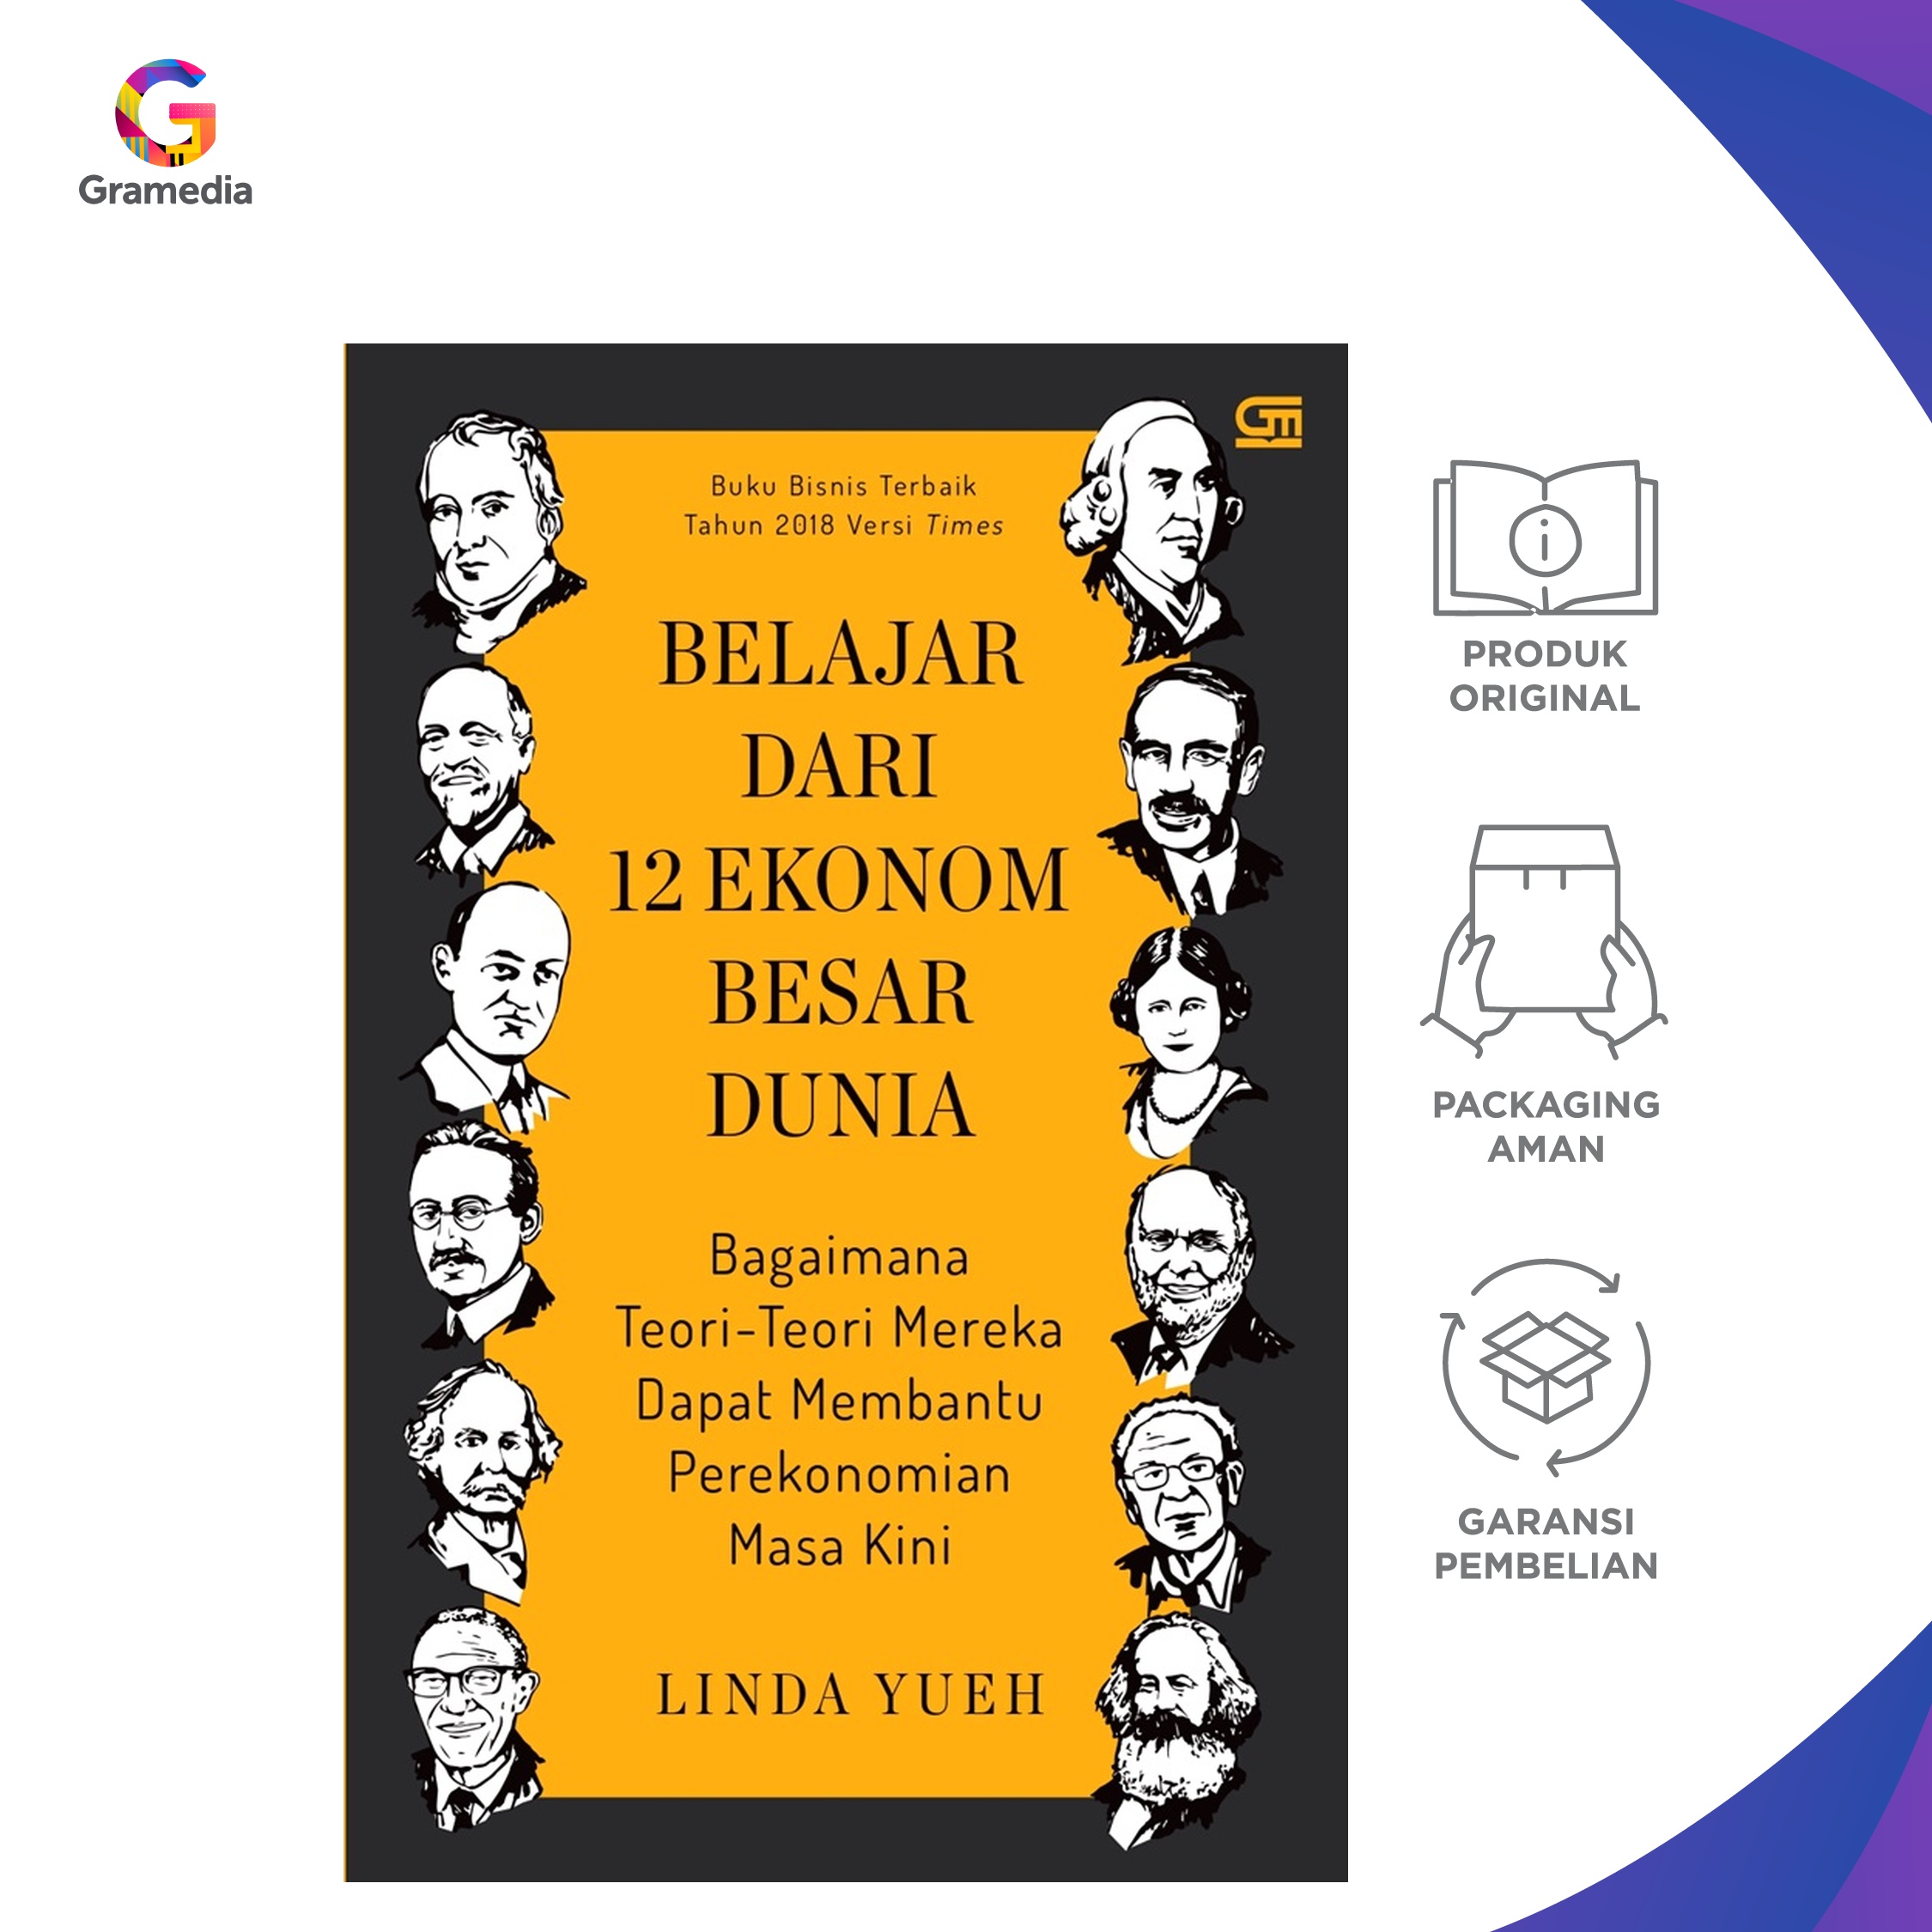 Gramedia
GM
Buku Bisnis Terbaik
Tahun 2018 Versi Times
BELAJAR
DARI
12 EKONOM
BESAR
DUNIA
Bagaimana
Teori-Teori Mereka
Dapat Membantu
Perekonomian
Masa Kini
LINDA YUEH
PRODUK
ORIGINAL
PACKAGING
AMAN
GARANSI
PEMBELIAN